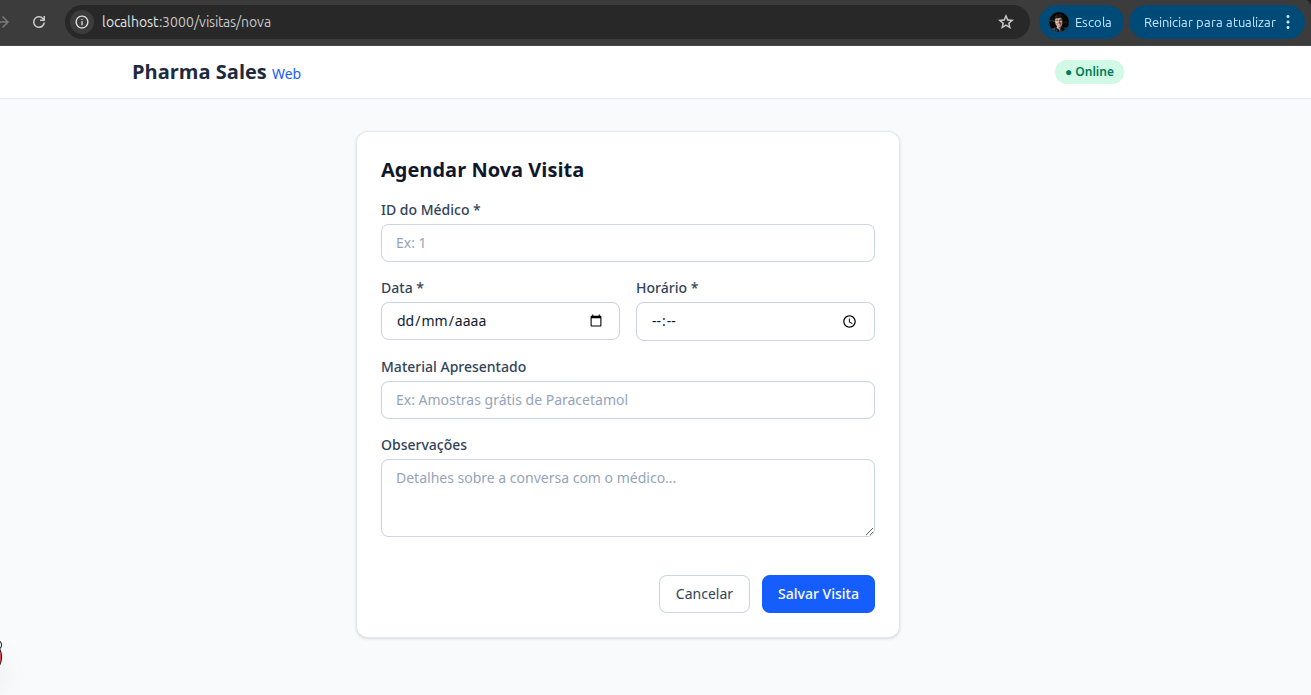 localhost:3000/visitas/nova
Escola
Reiniciar para atualizar
Pharma Sales Web
● Online
Agendar Nova Visita
ID do Médico *
Ex: 1
Data * Horário *
dd/mm/aaaa --:--
Material Apresentado
Ex: Amostras grátis de Paracetamol
Observações
Detalhes sobre a conversa com o médico...
Cancelar Salvar Visita